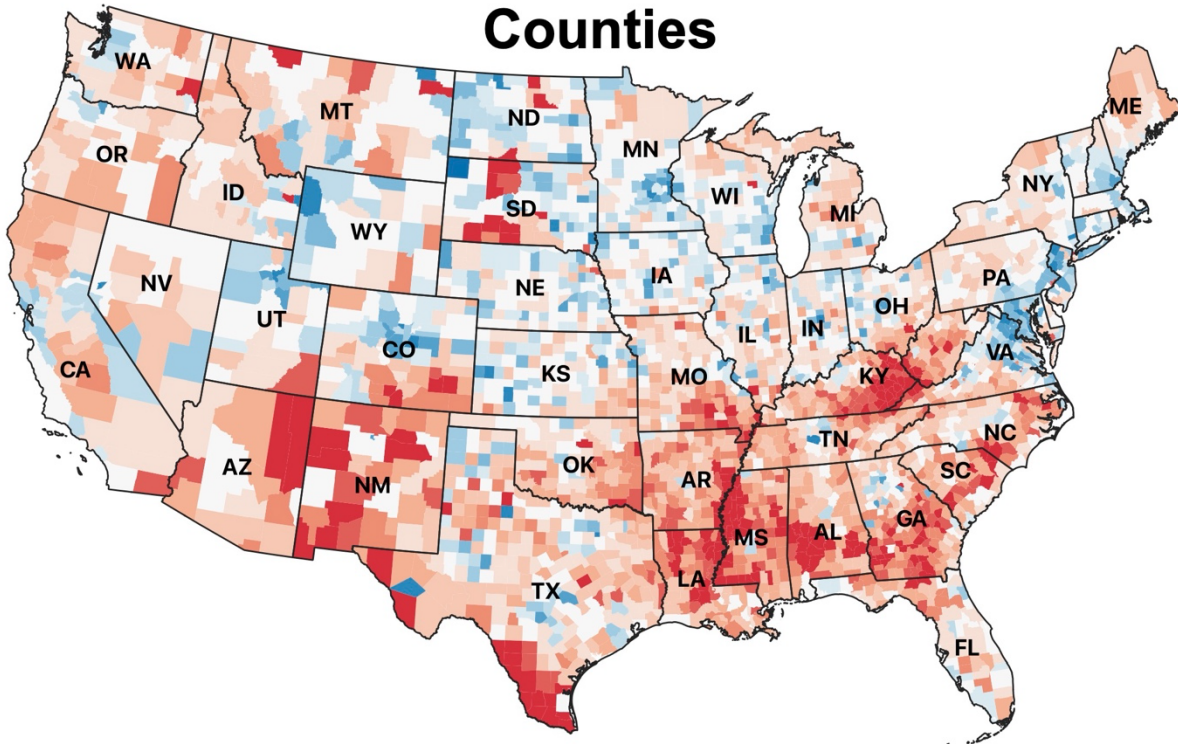 Counties
WA
MT
ND
MN
ME
OR
ID
SD
WI
MI
NY
WY
NV
UT
NE
IA
PA
CO
IL
IN
OH
CA
KS
MO
KY
VA
AZ
NM
OK
AR
TN
NC
SC
TX
LA
MS
AL
GA
FL